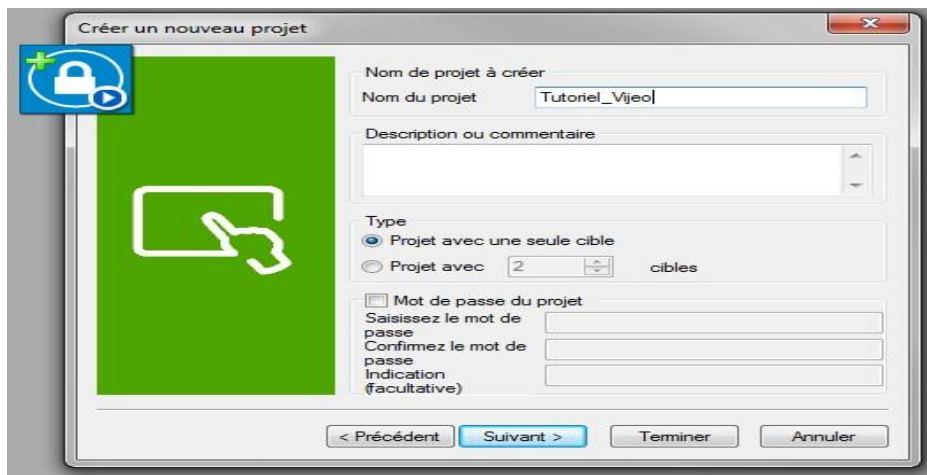 Créer un nouveau projet
Nom de projet à créer
Nom du projet Tutoriel_Vijeo
Description ou commentaire
Type
Projet avec une seule cible
Projet avec 2 cibles
Mot de passe du projet
Saisissez le mot de
passe
Confirmez le mot de
passe
Indication
(facultative)
< Précédent Suivant > Terminer Annuler